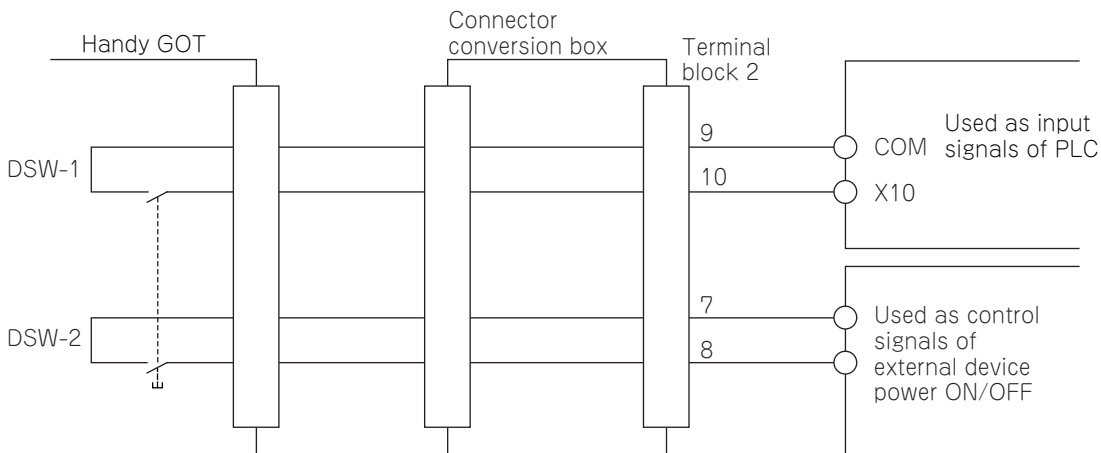 Handy GOT
Connector
conversion box
Terminal
block 2
DSW-1
9
10
COM
X10
Used as input
signals of PLC
DSW-2
7
8
Used as control
signals of
external device
power ON/OFF